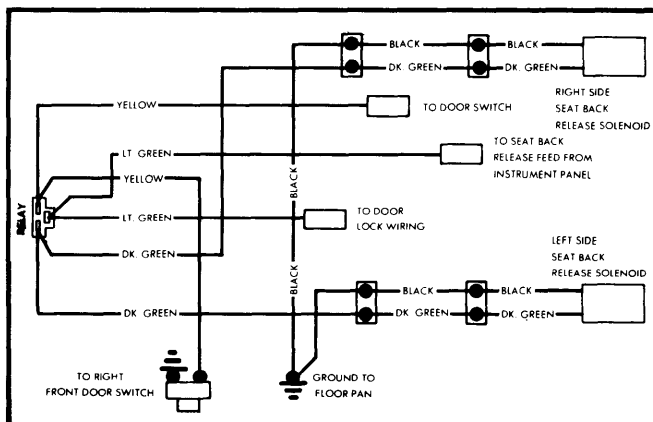 BLACK BLACK
DK. GREEN DK. GREEN
RIGHT SIDE
SEAT BACK
RELEASE SOLENOID
YELLOW
TO DOOR SWITCH
LT GREEN
TO SEAT BACK
RELEASE FEED FROM
INSTRUMENT PANEL
YELLOW
BLACK
RELAY
LT. GREEN
TO DOOR
LOCK WIRING
DK. GREEN
LEFT SIDE
SEAT BACK
RELEASE SOLENOID
BLACK
BLACK BLACK
DK GREEN
DK GREEN DK. GREEN
TO RIGHT
FRONT DOOR SWITCH
GROUND TO
FLOOR PAN